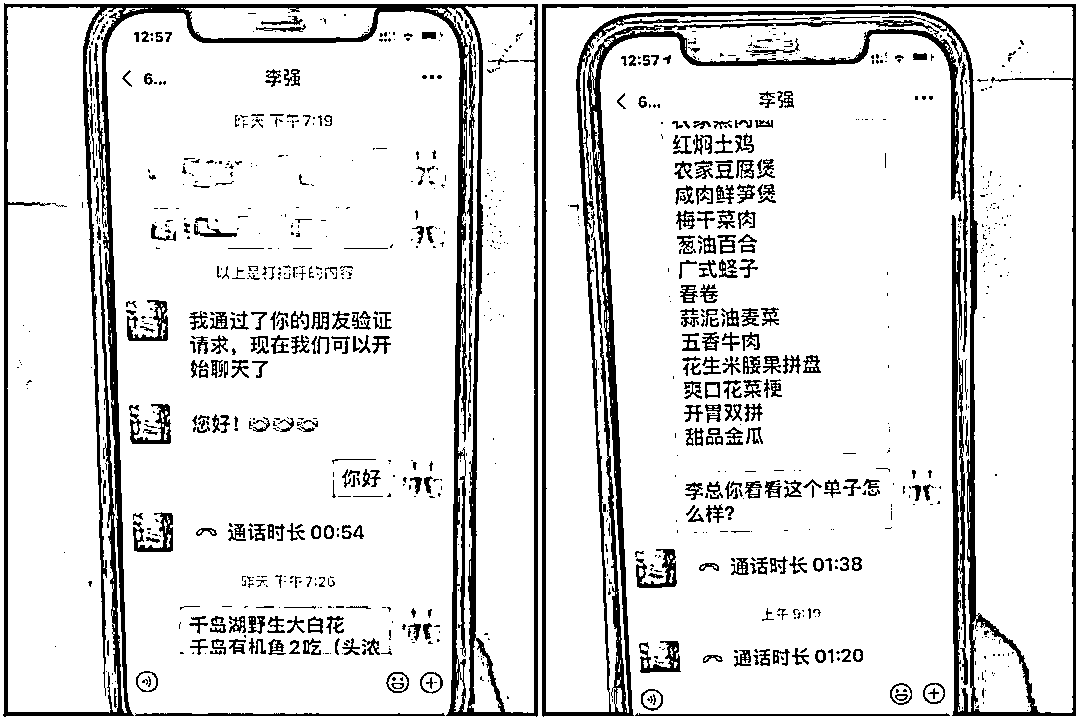 12:57
6...
李强
昨天 下午7:19
以上是打招呼的内容
我通过了你的朋友验证
请求，现在我们可以开
始聊天了
您好！
你好
通话时长 00:54
昨天 下午7:26
千岛湖野生大白花
千岛有机鱼2吃（头浓
12:57
6...
李强
红焖土鸡
农家豆腐煲
咸肉鲜笋煲
梅干菜肉
葱油百合
广式蛏子
春卷
蒜泥油麦菜
五香牛肉
花生米腰果拼盘
爽口花菜梗
开胃双拼
甜品金瓜
李总你看看这个单子怎
么样?
通话时长 01:38
上午 9:19
通话时长 01:20